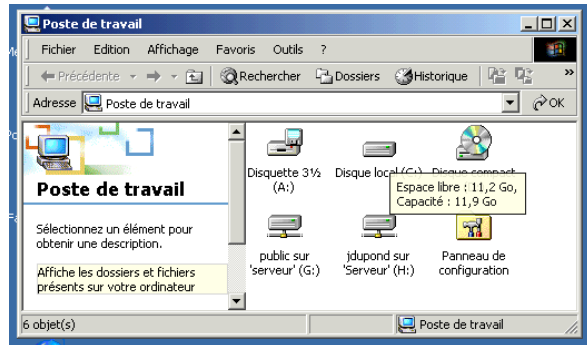 Poste de travail
Fichier Edition Affichage Favoris Outils ?
Précédente Rechercher Dossiers Historique »
Adresse Poste de travail OK
Poste de travail
Sélectionnez un élément pour
obtenir une description.
Affiche les dossiers et fichiers
présents sur votre ordinateur
Disquette 3½
(A:)
Disque local (C:)
Disque compact
Espace libre : 11,2 Go,
Capacité : 11,9 Go
public sur
'serveur' (G:)
jdupond sur
'Serveur' (H:)
Panneau de
configuration
6 objet(s)
Poste de travail